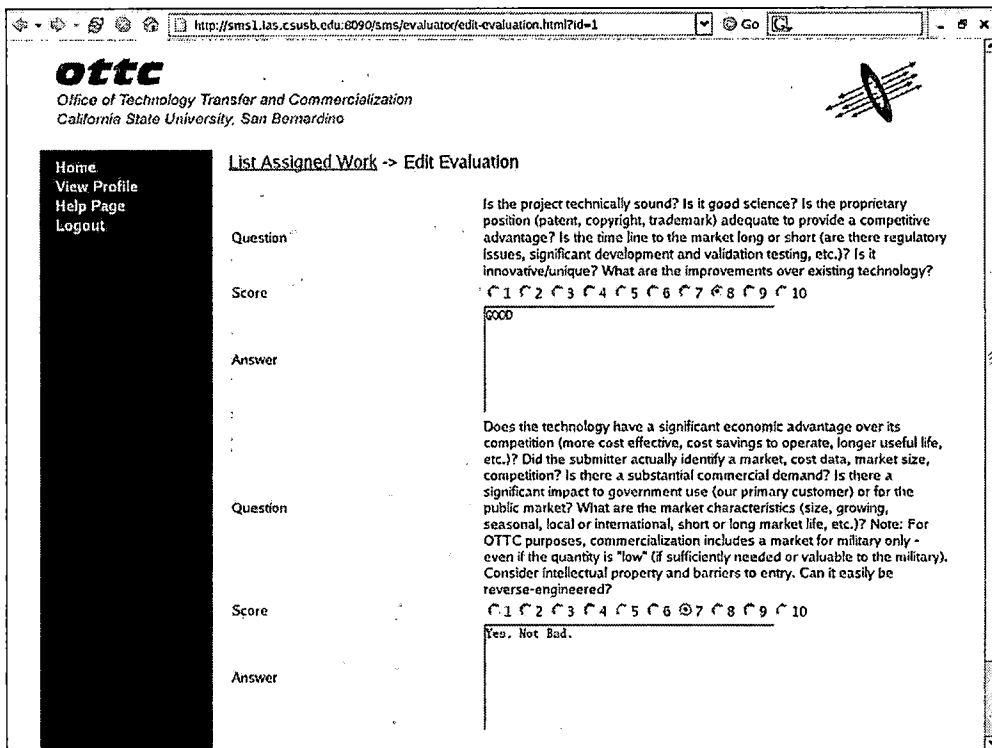 http://sms1.ias.csusb.edu:8090/sms/evaluator/edit-evaluation.html?id=1
Go
G
ottc
Office of Technology Transfer and Commercialization
California State University, San Bernardino
Home
View Profile
Help Page
Logout
List Assigned Work -> Edit Evaluation
Question
Is the project technically sound? Is it good science? Is the proprietary
position (patent, copyright, trademark) adequate to provide a competitive
advantage? Is the time line to the market long or short (are there regulatory
issues, significant development and validation testing, etc.)? Is it
innovative/unique? What are the improvements over existing technology?
Score
1 2 3 4 5 6 7 8 9 10
Answer
GOOD
Question
Does the technology have a significant economic advantage over its
competition (more cost effective, cost savings to operate, longer useful life,
etc.)? Did the submitter actually identify a market, cost data, market size,
competition? Is there a substantial commercial demand? Is there a
significant impact to government use (our primary customer) or for the
public market? What are the market characteristics (size, growing,
seasonal, local or international, short or long market life, etc.)? Note: For
OTTC purposes, commercialization includes a market for military only -
even if the quantity is "low" (if sufficiently needed or valuable to the military).
Consider intellectual property and barriers to entry. Can it easily be
reverse-engineered?
Score
1 2 3 4 5 6 7 8 9 10
Answer
Yes. Not Bad.